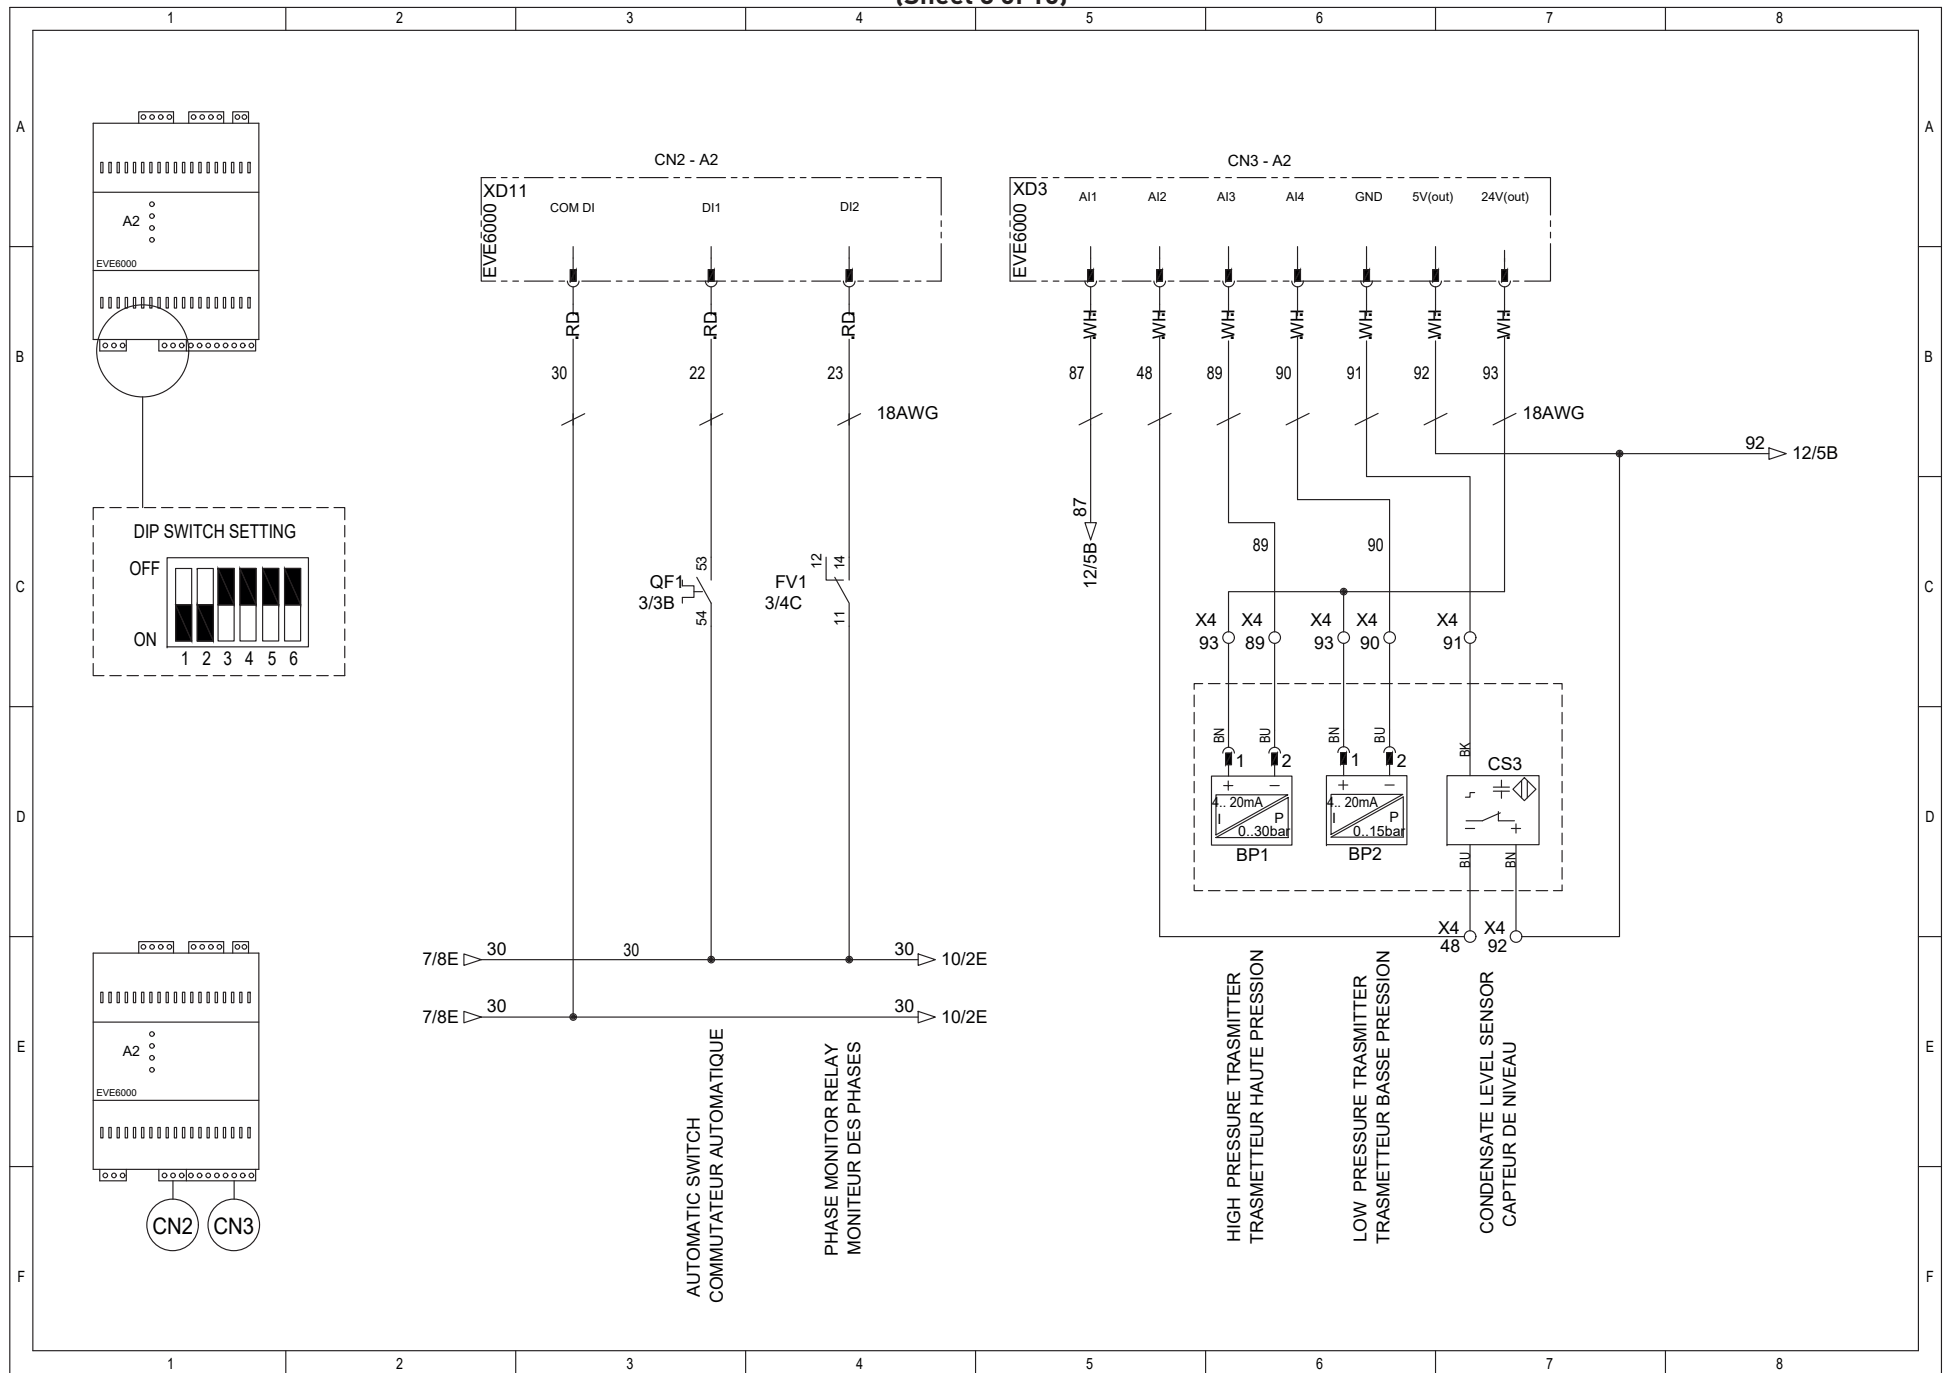 1 2 3 4 5 6 7 8
A
A
B
B
C
C
D
D
E
E
F
F
A2
EVE6000
DIP SWITCH SETTING
OFF
ON
1 2 3 4 5 6
A2
EVE6000
CN2
CN3
CN2 - A2
XD11
EVE6000
COM DI
DI1
DI2
RD
RD
RD
30
22
23
18AWG
QF1
3/3B
53
54
FV1
3/4C
12
14
11
7/8E
30
30
30
10/2E
7/8E
30
30
10/2E
AUTOMATIC SWITCH
COMMUTATEUR AUTOMATIQUE
PHASE MONITOR RELAY
MONITEUR DES PHASES
CN3 - A2
XD3
EVE6000
AI1
AI2
AI3
AI4
GND
5V(out)
24V(out)
WH
WH
WH
WH
WH
WH
WH
87
48
89
90
91
92
93
18AWG
92
12/5B
87
12/5B
89
90
X4
93
X4
89
X4
93
X4
90
X4
91
BN
BU
BN
BU
BK
1
2
1
2
CS3
+ −
4.. 20mA
I
P
0..30bar
BP1
+ −
4.. 20mA
I
P
0..15bar
BP2
− +
BU
BN
X4
48
X4
92
HIGH PRESSURE TRASMITTER
TRASMETTEUR HAUTE PRESSION
LOW PRESSURE TRASMITTER
TRASMETTEUR BASSE PRESSION
CONDENSATE LEVEL SENSOR
CAPTEUR DE NIVEAU
1 2 3 4 5 6 7 8